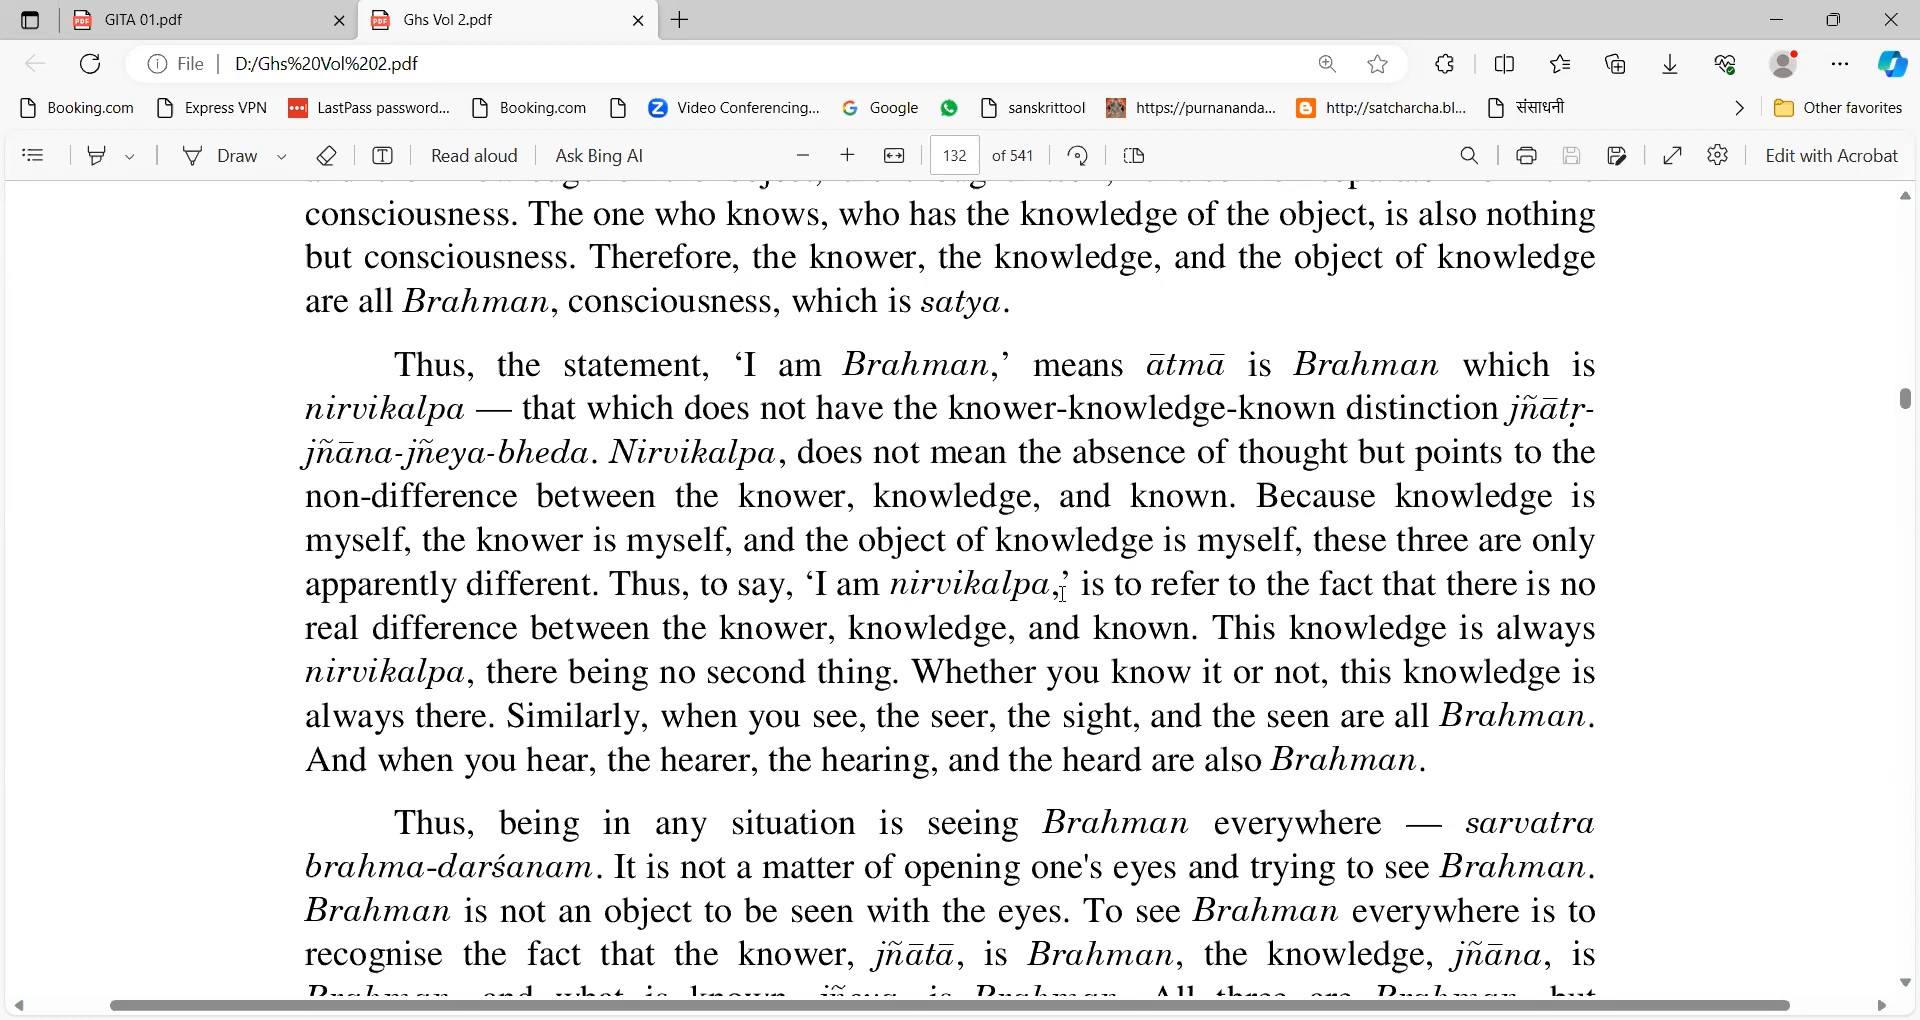 GITA 01.pdf
Ghs Vol 2.pdf
File | D:/Ghs%20Vol%202.pdf
Booking.com Express VPN LastPass password... Booking.com Video Conferencing... Google sanskrittool https://purnananda... http://satcharcha.bl... संसाधनी Other favorites
Draw Read aloud Ask Bing AI 132 of 541 Edit with Acrobat
consciousness. The one who knows, who has the knowledge of the object, is also nothing
but consciousness. Therefore, the knower, the knowledge, and the object of knowledge
are all Brahman, consciousness, which is satya.
Thus, the statement, ‘I am Brahman,’ means ātmā is Brahman which is
nirvikalpa — that which does not have the knower-knowledge-known distinction jñātṛ-
jñāna-jñeya-bheda. Nirvikalpa, does not mean the absence of thought but points to the
non-difference between the knower, knowledge, and known. Because knowledge is
myself, the knower is myself, and the object of knowledge is myself, these three are only
apparently different. Thus, to say, ‘I am nirvikalpa,’ is to refer to the fact that there is no
real difference between the knower, knowledge, and known. This knowledge is always
nirvikalpa, there being no second thing. Whether you know it or not, this knowledge is
always there. Similarly, when you see, the seer, the sight, and the seen are all Brahman.
And when you hear, the hearer, the hearing, and the heard are also Brahman.
Thus, being in any situation is seeing Brahman everywhere — sarvatra
brahma-darśanam. It is not a matter of opening one's eyes and trying to see Brahman.
Brahman is not an object to be seen with the eyes. To see Brahman everywhere is to
recognise the fact that the knower, jñātā, is Brahman, the knowledge, jñāna, is
Brahman, and what is known, jñeya, is Brahman. All three are Brahman, but